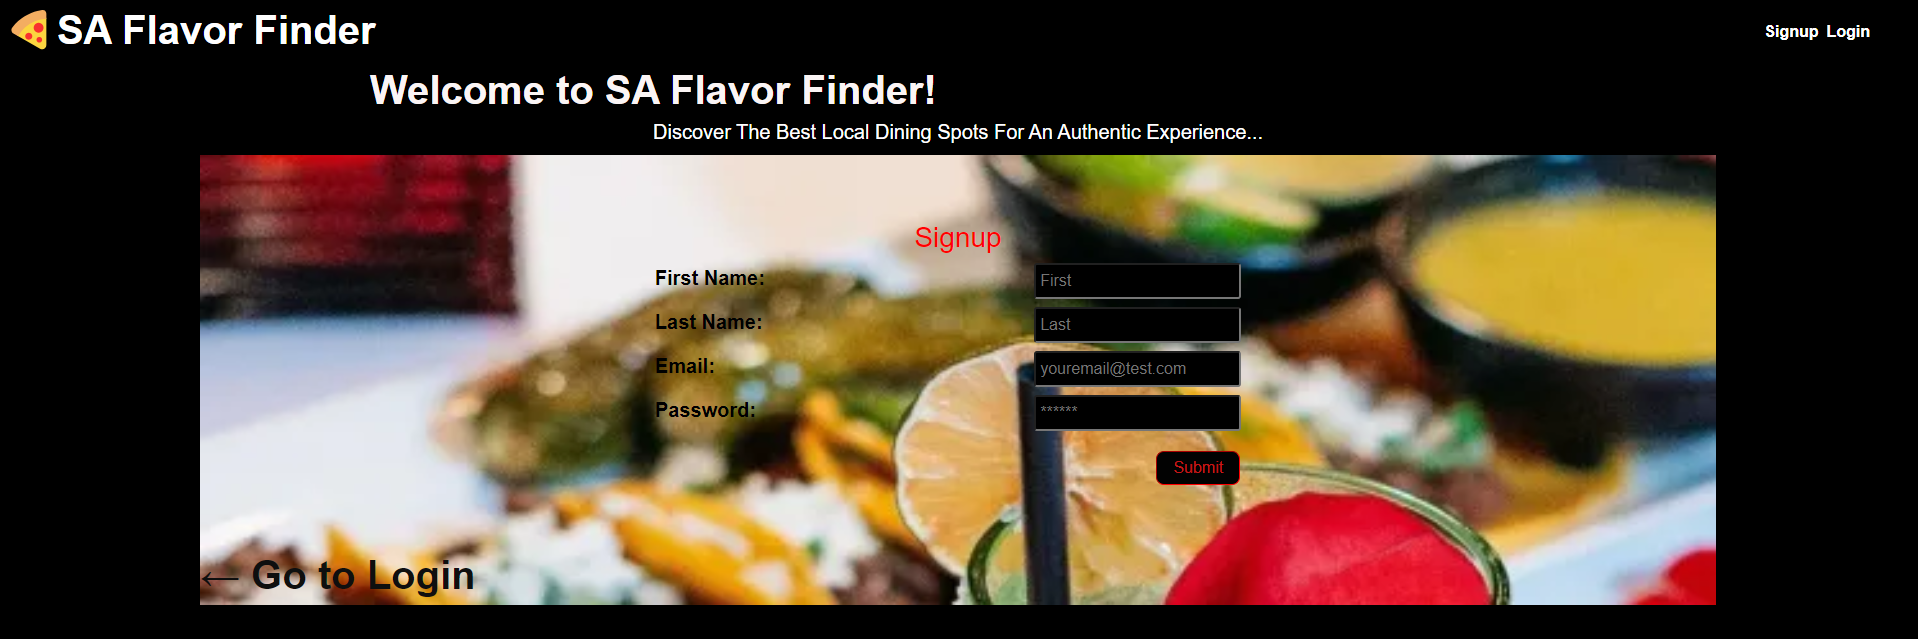 SA Flavor Finder
Signup Login
Welcome to SA Flavor Finder!
Discover The Best Local Dining Spots For An Authentic Experience...
Signup
First Name: First
Last Name: Last
Email: youremail@test.com
Password: ******
Submit
← Go to Login